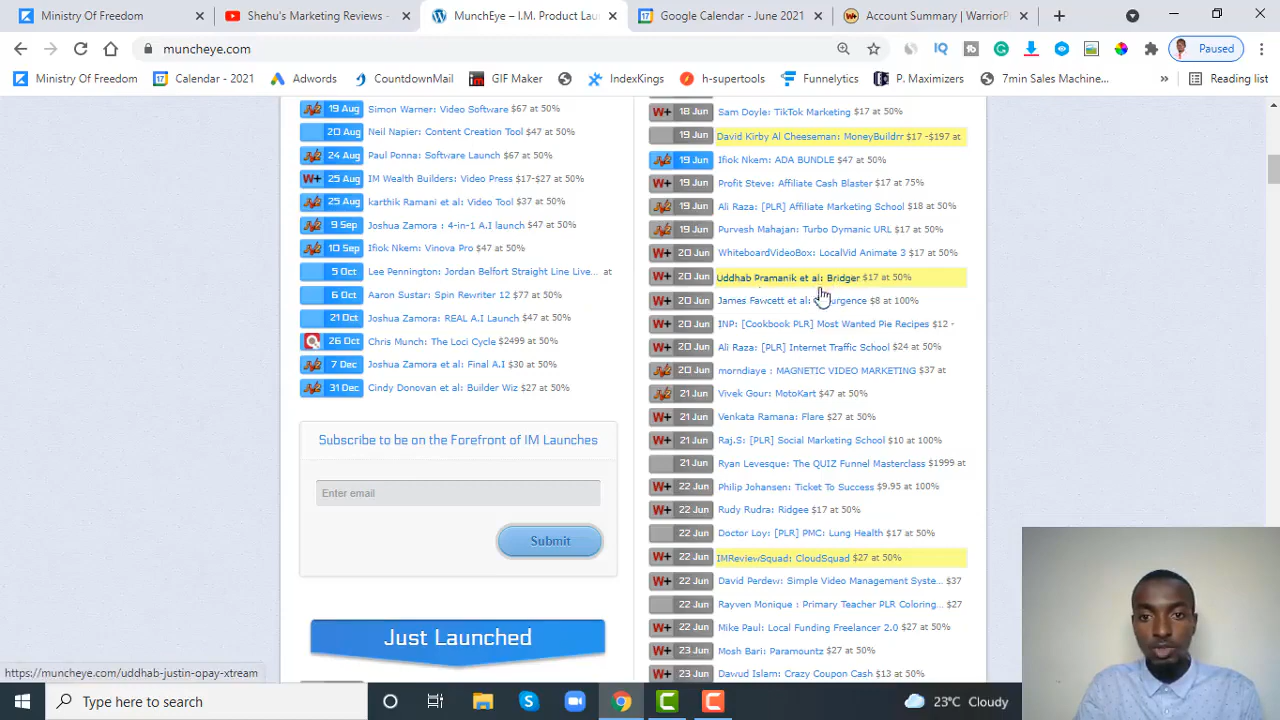 Ministry Of Freedom
Shehu's Marketing Reviews
MunchEye – I.M. Product Lau
Google Calendar - June 2021
Account Summary | WarriorPl
muncheye.com
Paused
Ministry Of Freedom
Calendar - 2021
Adwords
CountdownMail
GIF Maker
IndexKings
h-supertools
Funnelytics
P. Maximizers
7min Sales Machine...
»
Reading list
19 Aug Simon Warner: Video Software $67 at 50%
20 Aug Neil Napier: Content Creation Tool $47 at 50%
24 Aug Paul Ponna: Software Launch $67 at 50%
W+ 25 Aug IM Wealth Builders: Video Press $17-$27 at 50%
25 Aug karthik Ramani et al: Video Tool $37 at 50%
9 Sep Joshua Zamora : 4-in-1 A.I launch $47 at 50%
10 Sep Ifiok Nkem: Vinova Pro $47 at 50%
5 Oct Lee Pennington: Jordan Belfort Straight Line Live... at
6 Oct Aaron Sustar: Spin Rewriter 12 $77 at 50%
21 Oct Joshua Zamora: REAL A.I Launch $47 at 50%
26 Oct Chris Munch: The Loci Cycle $2499 at 50%
7 Dec Joshua Zamora et al: Final A.I $30 at 50%
31 Dec Cindy Donovan et al: Builder Wiz $27 at 50%
Subscribe to be on the Forefront of IM Launches
Enter email
Submit
Just Launched
W+ 18 Jun Sam Doyle: TikTok Marketing $17 at 50%
19 Jun David Kirby Al Cheeseman: MoneyBuildrr $17 -$197 at
19 Jun Ifiok Nkem: ADA BUNDLE $47 at 50%
W+ 19 Jun Profit Steve: Affiliate Cash Blaster $17 at 75%
19 Jun Ali Raza: [PLR] Affiliate Marketing School $18 at 50%
19 Jun Purvesh Mahajan: Turbo Dymanic URL $17 at 50%
W+ 20 Jun WhiteboardVideoBox: LocalVid Animate 3 $17 at 50%
W+ 20 Jun Uddhab Pramanik et al: Bridger $17 at 50%
W+ 20 Jun James Fawcett et al: urgence $8 at 100%
W+ 20 Jun INP: [Cookbook PLR] Most Wanted Pie Recipes $12 -
W+ 20 Jun Ali Raza: [PLR] Internet Traffic School $24 at 50%
20 Jun morndiaye : MAGNETIC VIDEO MARKETING $37 at
21 Jun Vivek Gour: MotoKart $47 at 50%
W+ 21 Jun Venkata Ramana: Flare $27 at 50%
W+ 21 Jun Raj.S: [PLR] Social Marketing School $10 at 100%
21 Jun Ryan Levesque: The QUIZ Funnel Masterclass $1999 at
W+ 22 Jun Philip Johansen: Ticket To Success $9.95 at 100%
W+ 22 Jun Rudy Rudra: Ridgee $17 at 50%
22 Jun Doctor Loy: [PLR] PMC: Lung Health $17 at 50%
W+ 22 Jun IMReviewSquad: CloudSquad $27 at 50%
W+ 22 Jun David Perdew: Simple Video Management Syste... $37
22 Jun Rayven Monique : Primary Teacher PLR Coloring... $27
W+ 22 Jun Mike Paul: Local Funding Freelancer 2.0 $27 at 50%
W+ 23 Jun Mosh Bari: Paramountz $27 at 50%
W+ 23 Jun Dawud Islam: Crazy Coupon Cash $13 at 50%
https://muncheye.com/uddhab-justin-opay-xtream
Type here to search
23°C Cloudy